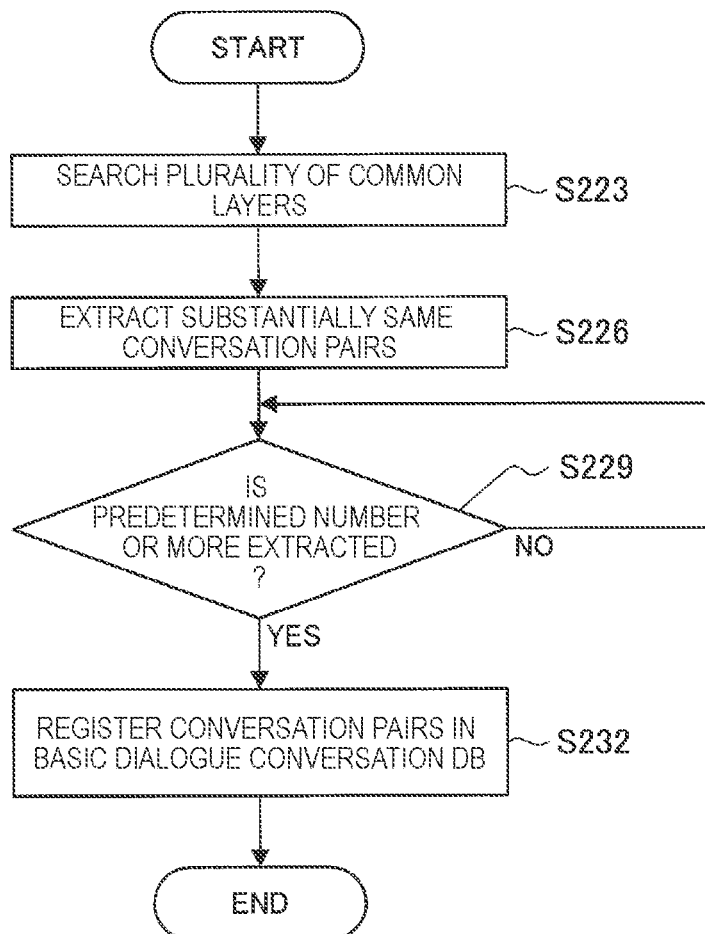 START
SEARCH PLURALITY OF COMMON
LAYERS
S223
EXTRACT SUBSTANTIALLY SAME
CONVERSATION PAIRS
S226
IS
PREDETERMINED NUMBER
OR MORE EXTRACTED
?
S229
NO
YES
REGISTER CONVERSATION PAIRS IN
BASIC DIALOGUE CONVERSATION DB
S232
END